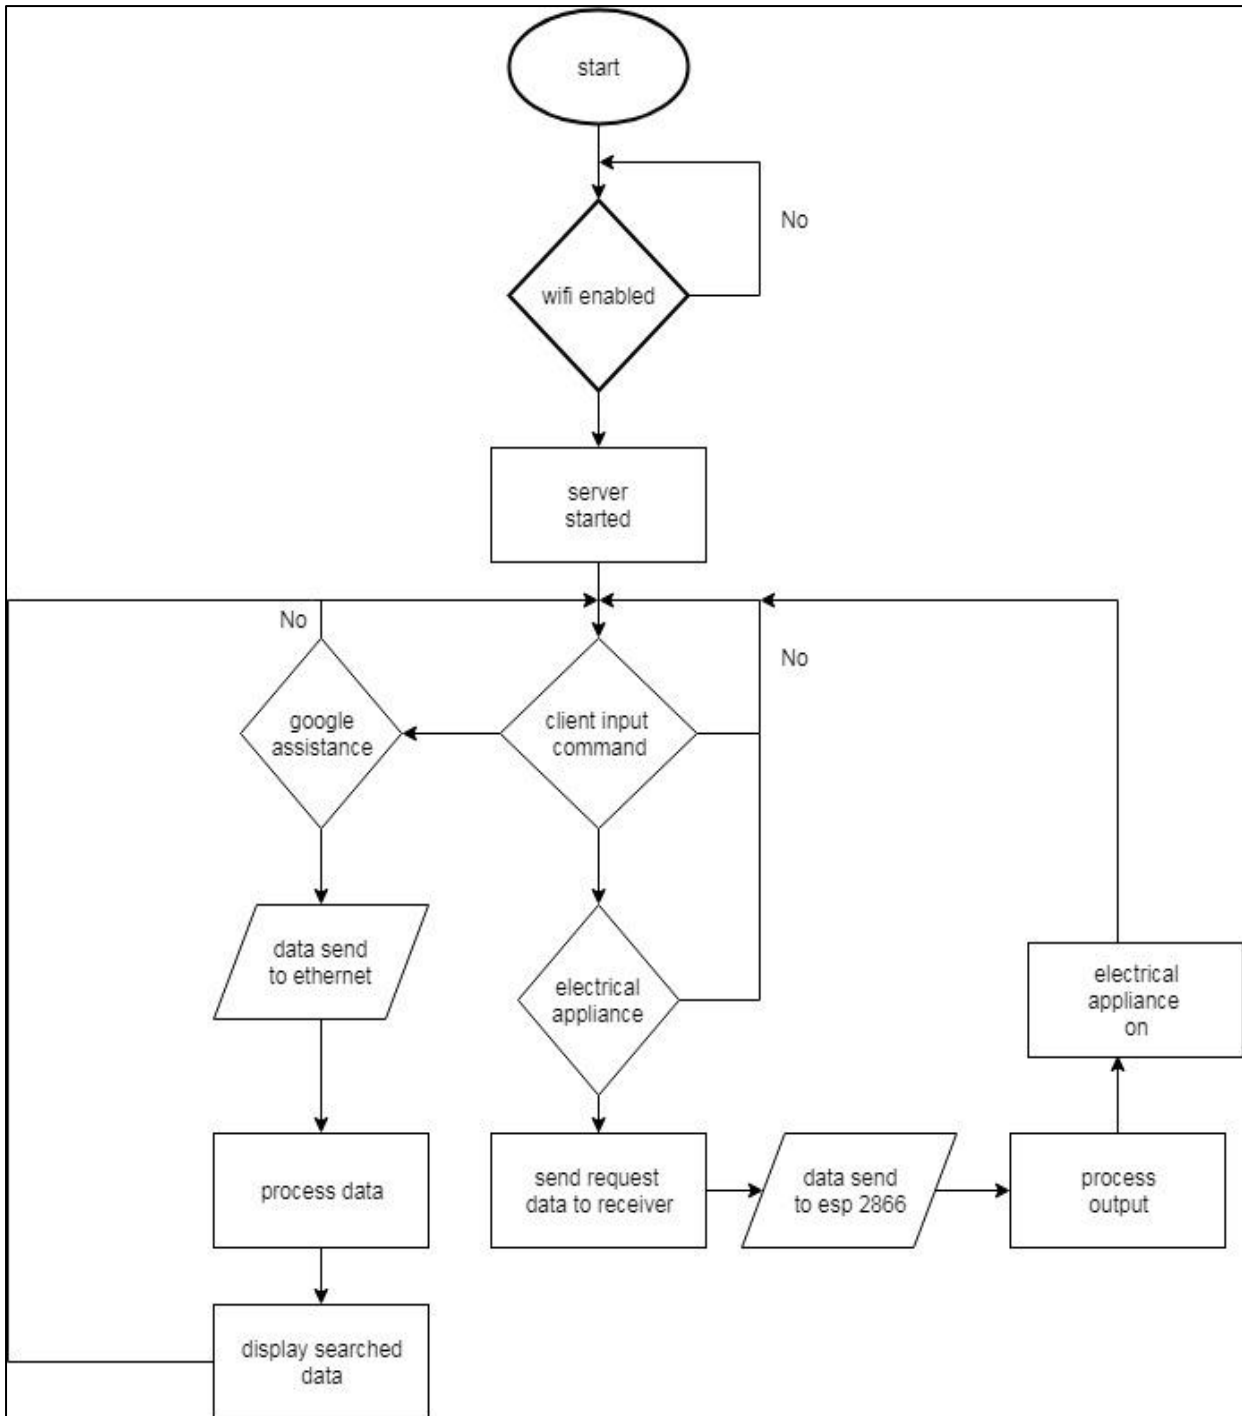 start
No
wifi enabled
server
started
No
No
google
assistance
client input
command
data send
to ethernet
electrical
appliance
electrical
appliance
on
process data
send request
data to receiver
data send
to esp 2866
process
output
display searched
data